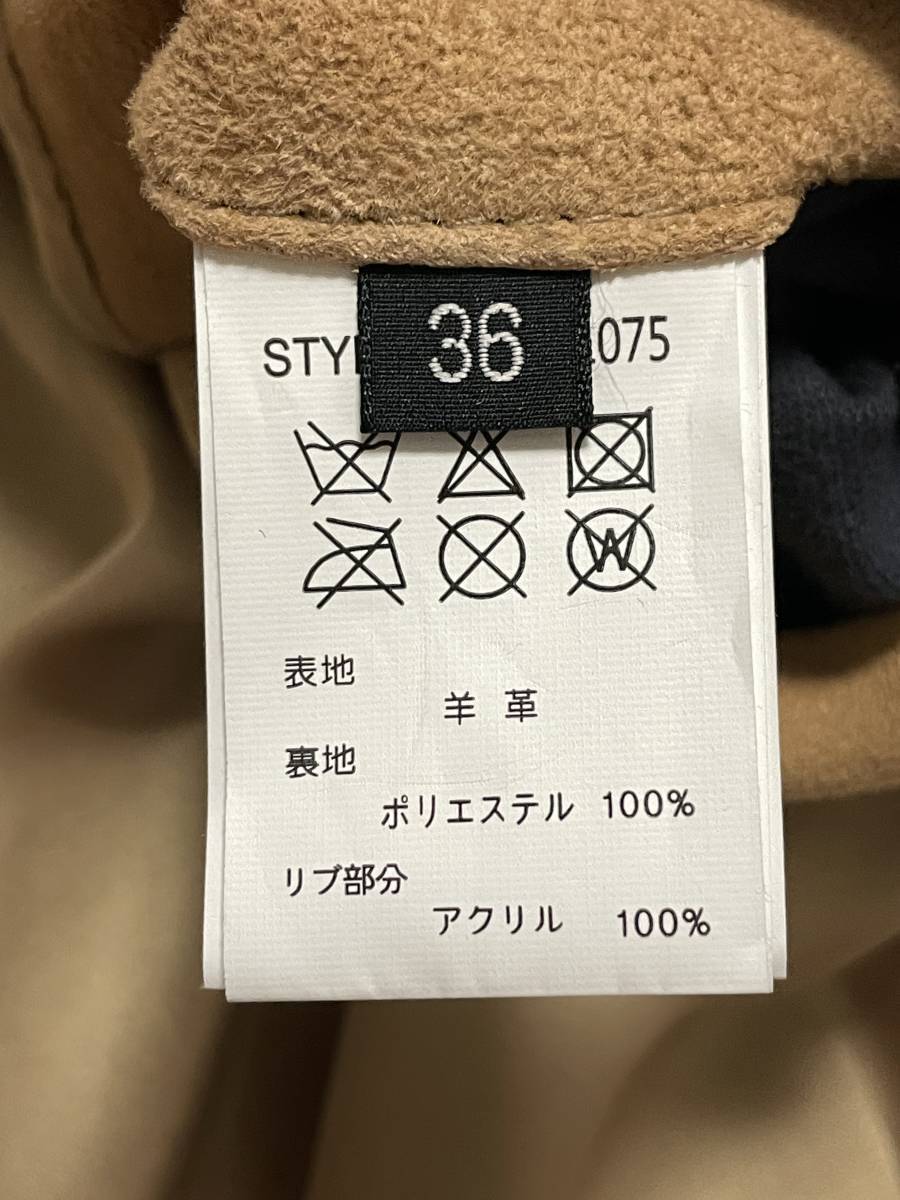 36
075
表地
羊 革
裏地
ポリエステル 100%
リブ部分
アクリル 100%